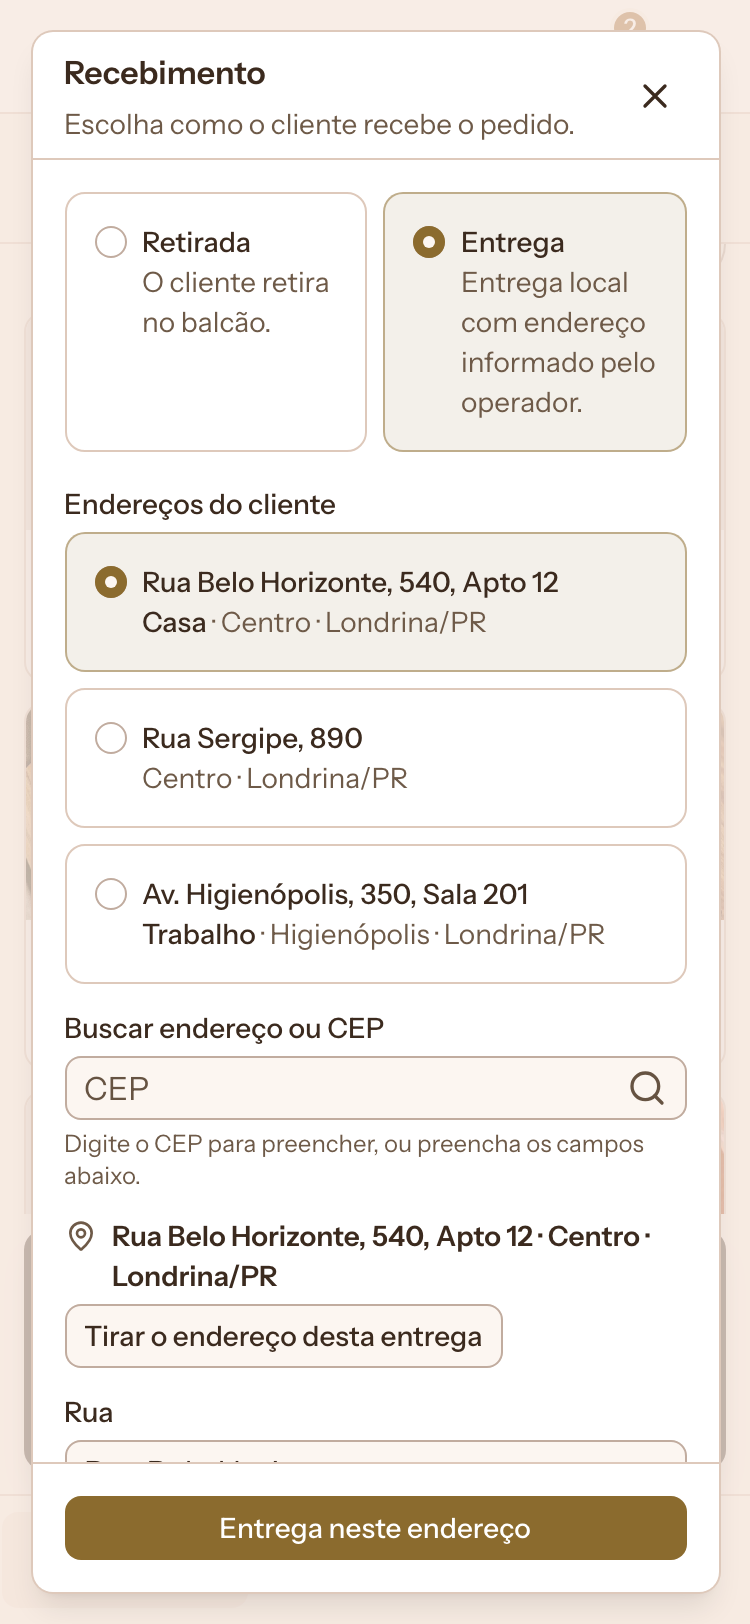 2
Recebimento
Escolha como o cliente recebe o pedido.
Retirada
O cliente retira
no balcão.
Entrega
Entrega local
com endereço
informado pelo
operador.
Endereços do cliente
Rua Belo Horizonte, 540, Apto 12
Casa · Centro · Londrina/PR
Rua Sergipe, 890
Centro · Londrina/PR
Av. Higienópolis, 350, Sala 201
Trabalho · Higienópolis · Londrina/PR
Buscar endereço ou CEP
CEP
Digite o CEP para preencher, ou preencha os campos
abaixo.
Rua Belo Horizonte, 540, Apto 12 · Centro ·
Londrina/PR
Tirar o endereço desta entrega
Rua
Entrega neste endereço